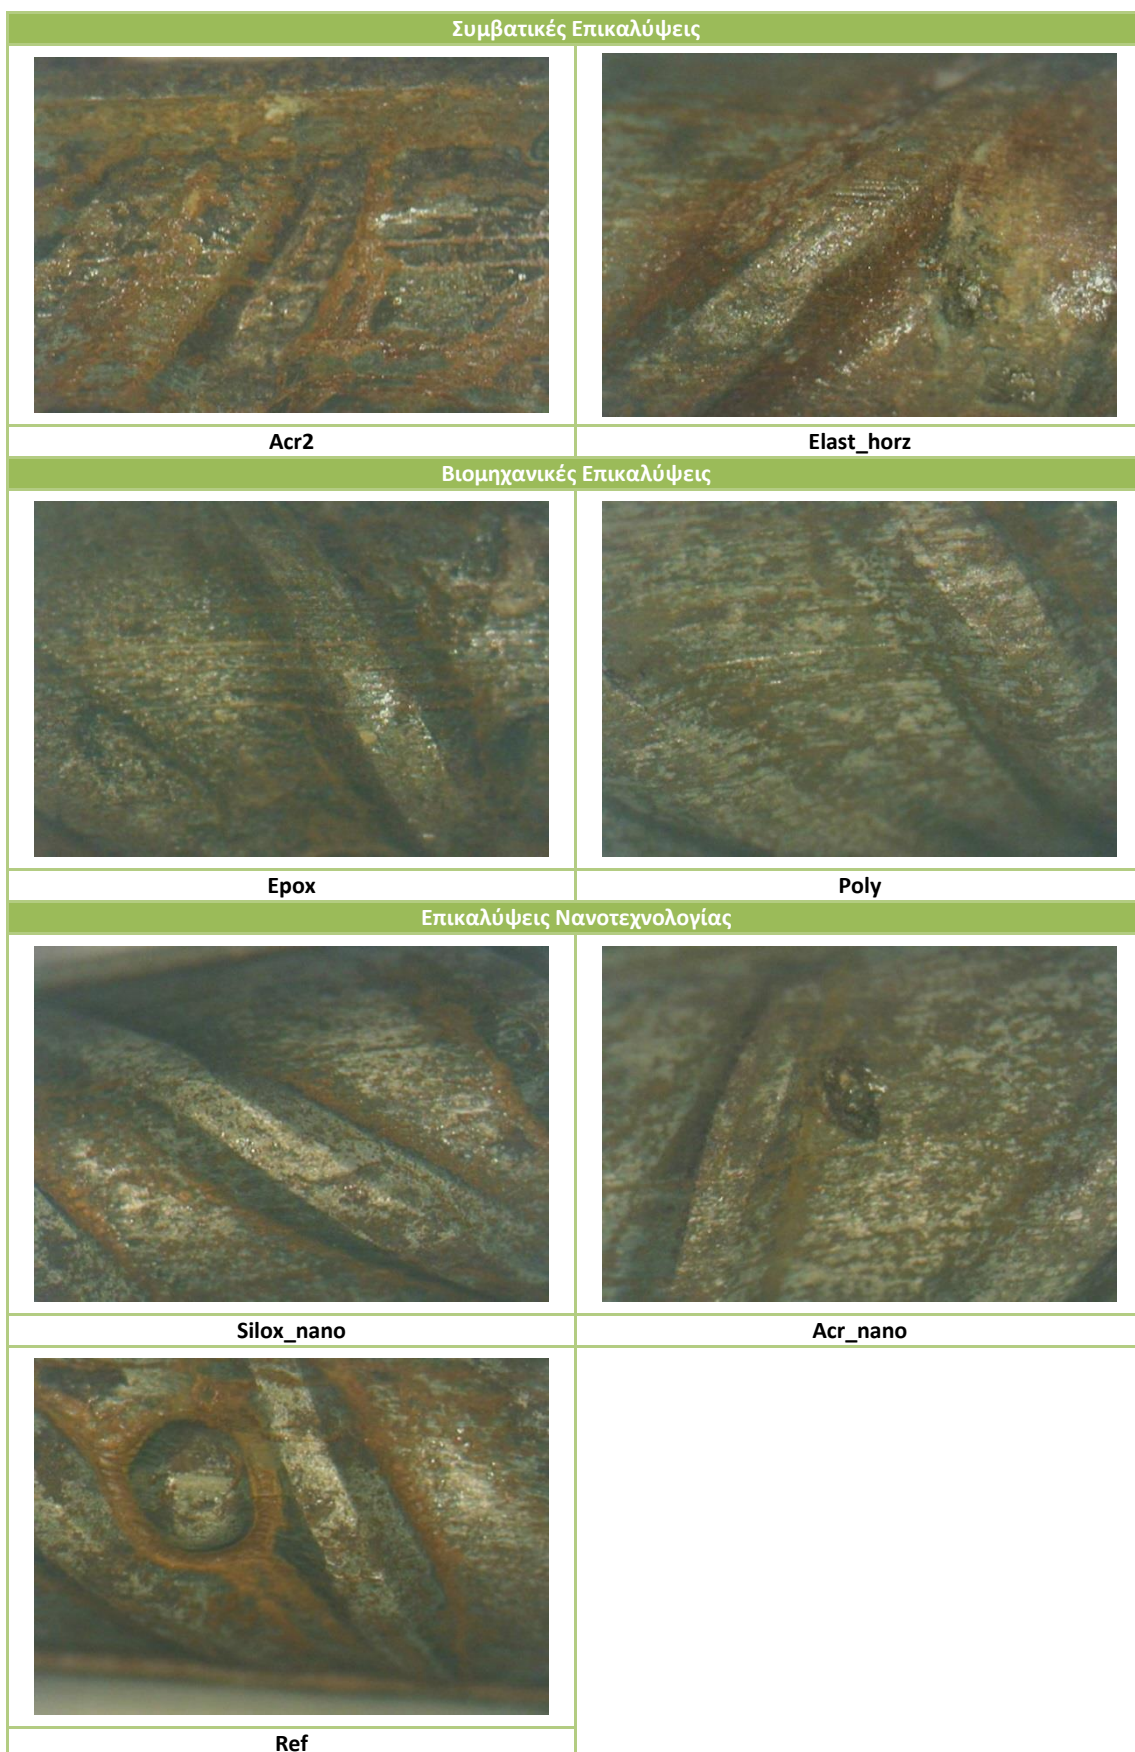 Συμβατικές Επικαλύψεις
Acr2
Elast_horz
Βιομηχανικές Επικαλύψεις
Epox
Poly
Επικαλύψεις Νανοτεχνολογίας
Silox_nano
Acr_nano
Ref